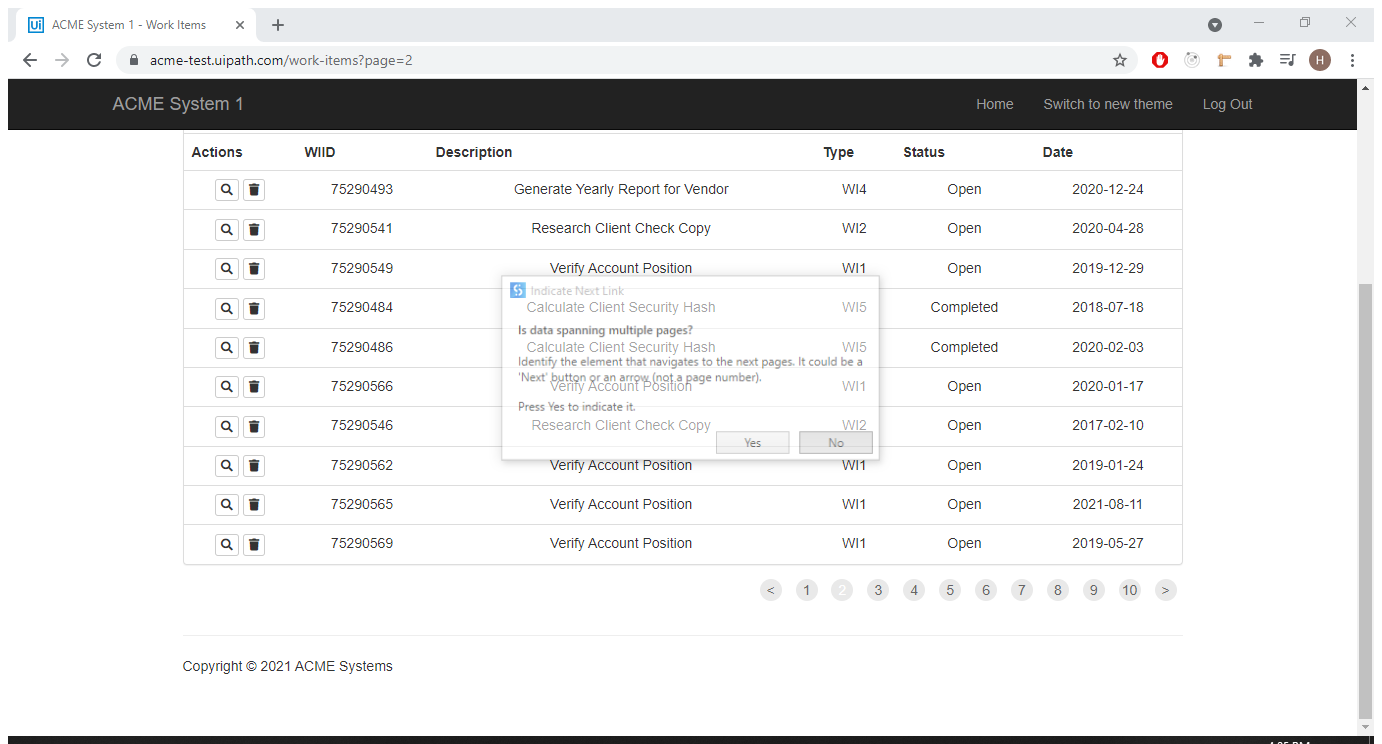 ACME System 1 - Work Items
acme-test.uipath.com/work-items?page=2
H
ACME System 1 Home Switch to new theme Log Out
Actions WIID Description Type Status Date
75290493 Generate Yearly Report for Vendor WI4 Open 2020-12-24
75290541 Research Client Check Copy WI2 Open 2020-04-28
75290549 Verify Account Position WI1 Open 2019-12-29
Indicate Next Link
75290484 Calculate Client Security Hash WI5 Completed 2018-07-18
Is data spanning multiple pages?
75290486 Calculate Client Security Hash WI5 Completed 2020-02-03
Identify the element that navigates to the next pages. It could be a
'Next' button or an arrow (not a page number).
75290566 Verify Account Position WI1 Open 2020-01-17
Press Yes to indicate it.
75290546 Research Client Check Copy WI2 Open 2017-02-10
Yes No
75290562 Verify Account Position WI1 Open 2019-01-24
75290565 Verify Account Position WI1 Open 2021-08-11
75290569 Verify Account Position WI1 Open 2019-05-27
< 1 2 3 4 5 6 7 8 9 10 >
Copyright © 2021 ACME Systems